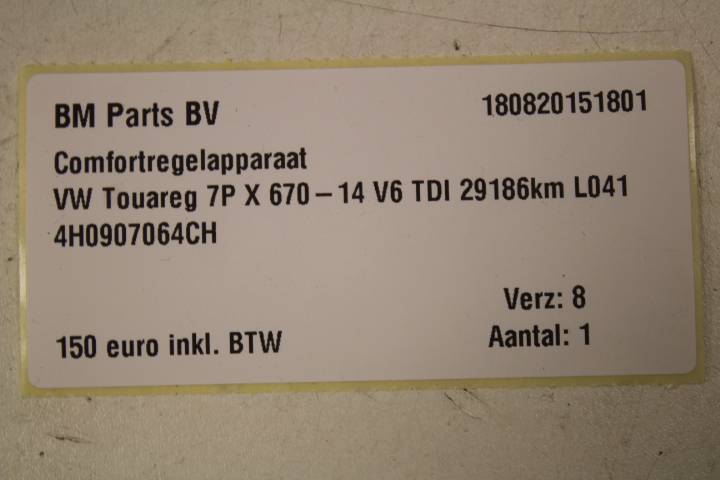 BM Parts BV 180820151801
Comfortregelapparaat
VW Touareg 7P X 670 – 14 V6 TDI 29186km L041
4H0907064CH
Verz: 8
150 euro inkl. BTW Aantal: 1